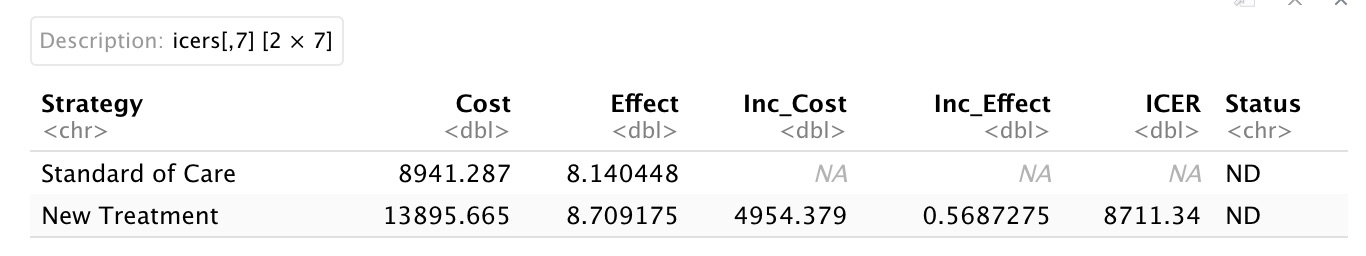 Description: icers[,7] [2 × 7]
Strategy Cost Effect Inc_Cost Inc_Effect ICER Status
<chr> <dbl> <dbl> <dbl> <dbl> <dbl> <chr>
Standard of Care 8941.287 8.140448 NA NA NA ND
New Treatment 13895.665 8.709175 4954.379 0.5687275 8711.34 ND